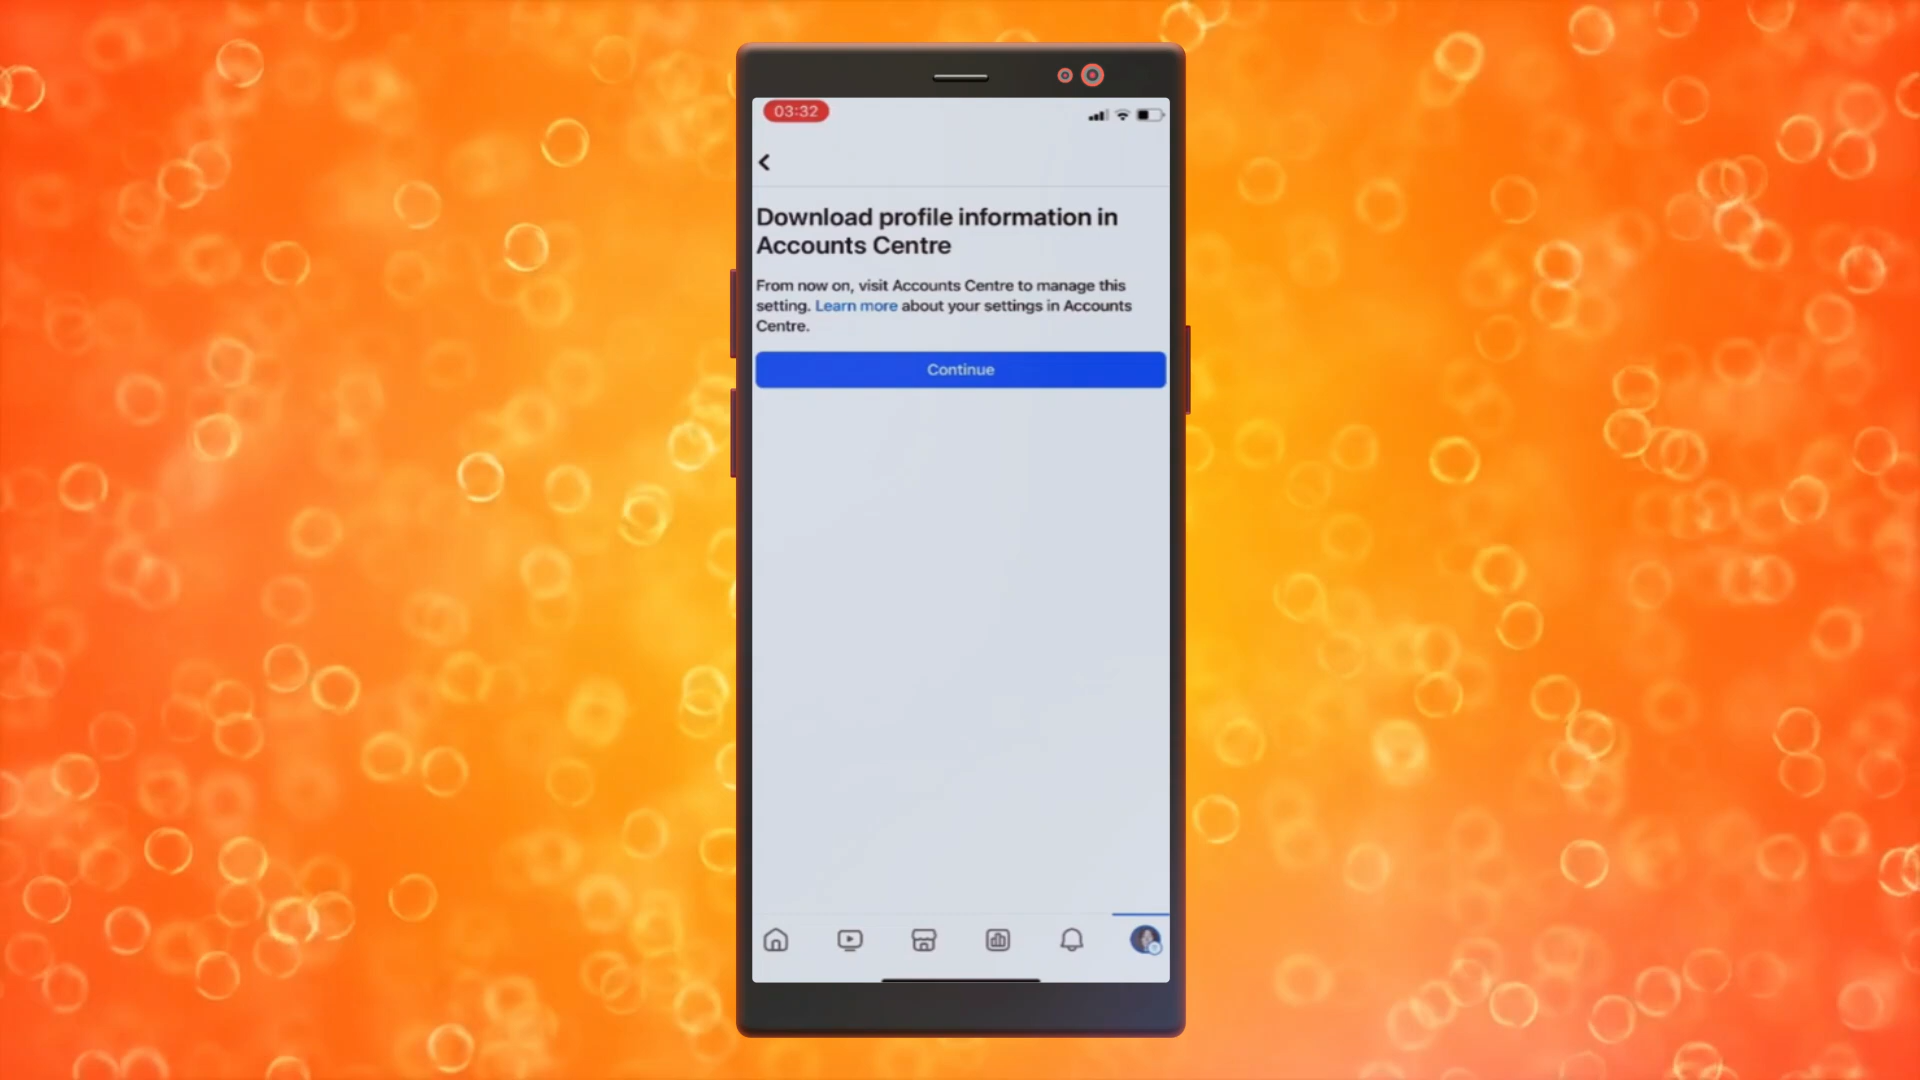 03:32
Download profile information in
Accounts Centre
From now on, visit Accounts Centre to manage this
setting. Learn more about your settings in Accounts
Centre.
Continue